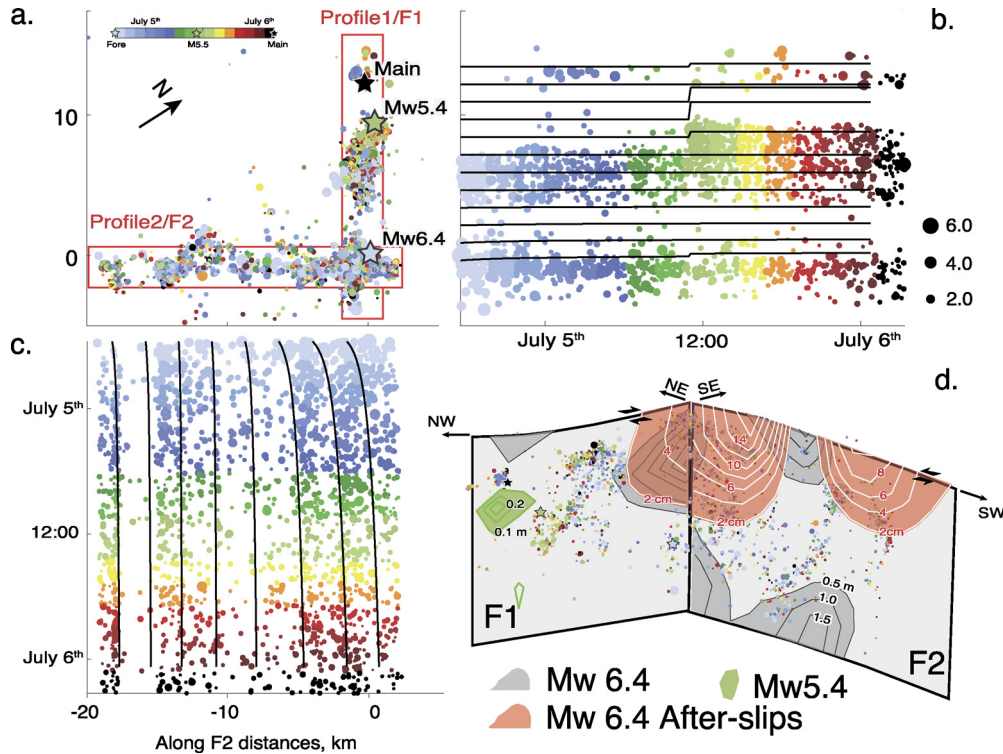 a.
July 5th
July 6th
Fore
M5.5
Main
Profile1/F1
b.
N
Main
10
Mw5.4
Profile2/F2
0
Mw6.4
6.0
4.0
2.0
July 5th
12:00
July 6th
c.
d.
July 5th
12:00
July 6th
-20
-10
0
Along F2 distances, km
NE
SE
NW
SW
14
10
6
4
2 cm
2 cm
8
6
4
2cm
0.2
0.1 m
0.5 m
1.0
1.5
F1
F2
Mw 6.4
Mw5.4
Mw 6.4 After-slips